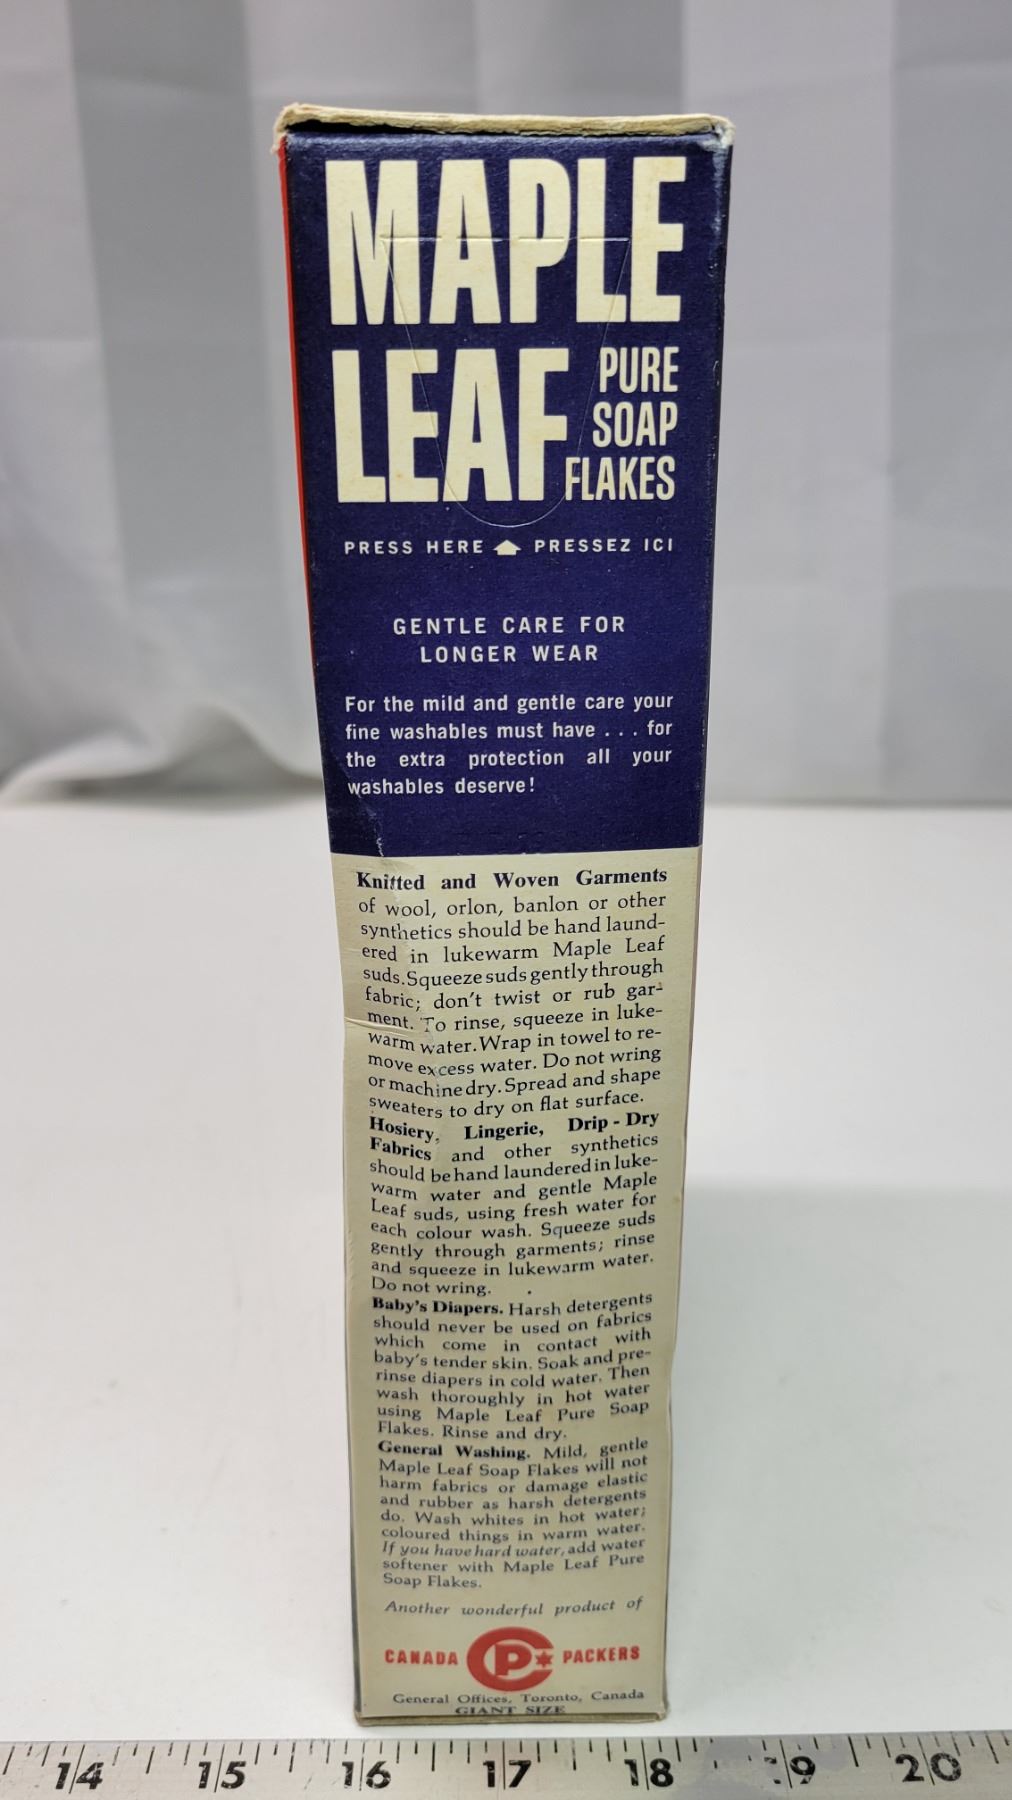 MAPLE
LEAF
PURE
SOAP
FLAKES
PRESS HERE PRESSEZ ICI
GENTLE CARE FOR
LONGER WEAR
For the mild and gentle care your
fine washables must have . . . for
the extra protection all your
washables deserve!
Knitted and Woven Garments
of wool, orlon, banlon or other
synthetics should be hand laund-
ered in lukewarm Maple Leaf
suds. Squeeze suds gently through
fabric; don't twist or rub gar-
ment. To rinse, squeeze in luke-
warm water. Wrap in towel to re-
move excess water. Do not wring
or machine dry. Spread and shape
sweaters to dry on flat surface.
Hosiery, Lingerie, Drip-Dry
Fabrics and other synthetics
should be hand laundered in luke-
warm water and gentle Maple
Leaf suds, using fresh water for
each colour wash. Squeeze suds
gently through garments; rinse
and squeeze in lukewarm water.
Do not wring.
Baby's Diapers. Harsh detergents
should never be used on fabrics
which come in contact with
baby's tender skin. Soak and pre-
rinse diapers in cold water. Then
wash thoroughly in hot water
using Maple Leaf Pure Soap
Flakes. Rinse and dry.
General Washing. Mild, gentle
Maple Leaf Soap Flakes will not
harm fabrics or damage elastic
and rubber as harsh detergents
do. Wash whites in hot water;
coloured things in warm water.
If you have hard water, add water
softener with Maple Leaf Pure
Soap Flakes.
Another wonderful product of
CANADA CP PACKERS
General Offices, Toronto, Canada
GIANT SIZE
14 15 16 17 18 19 20